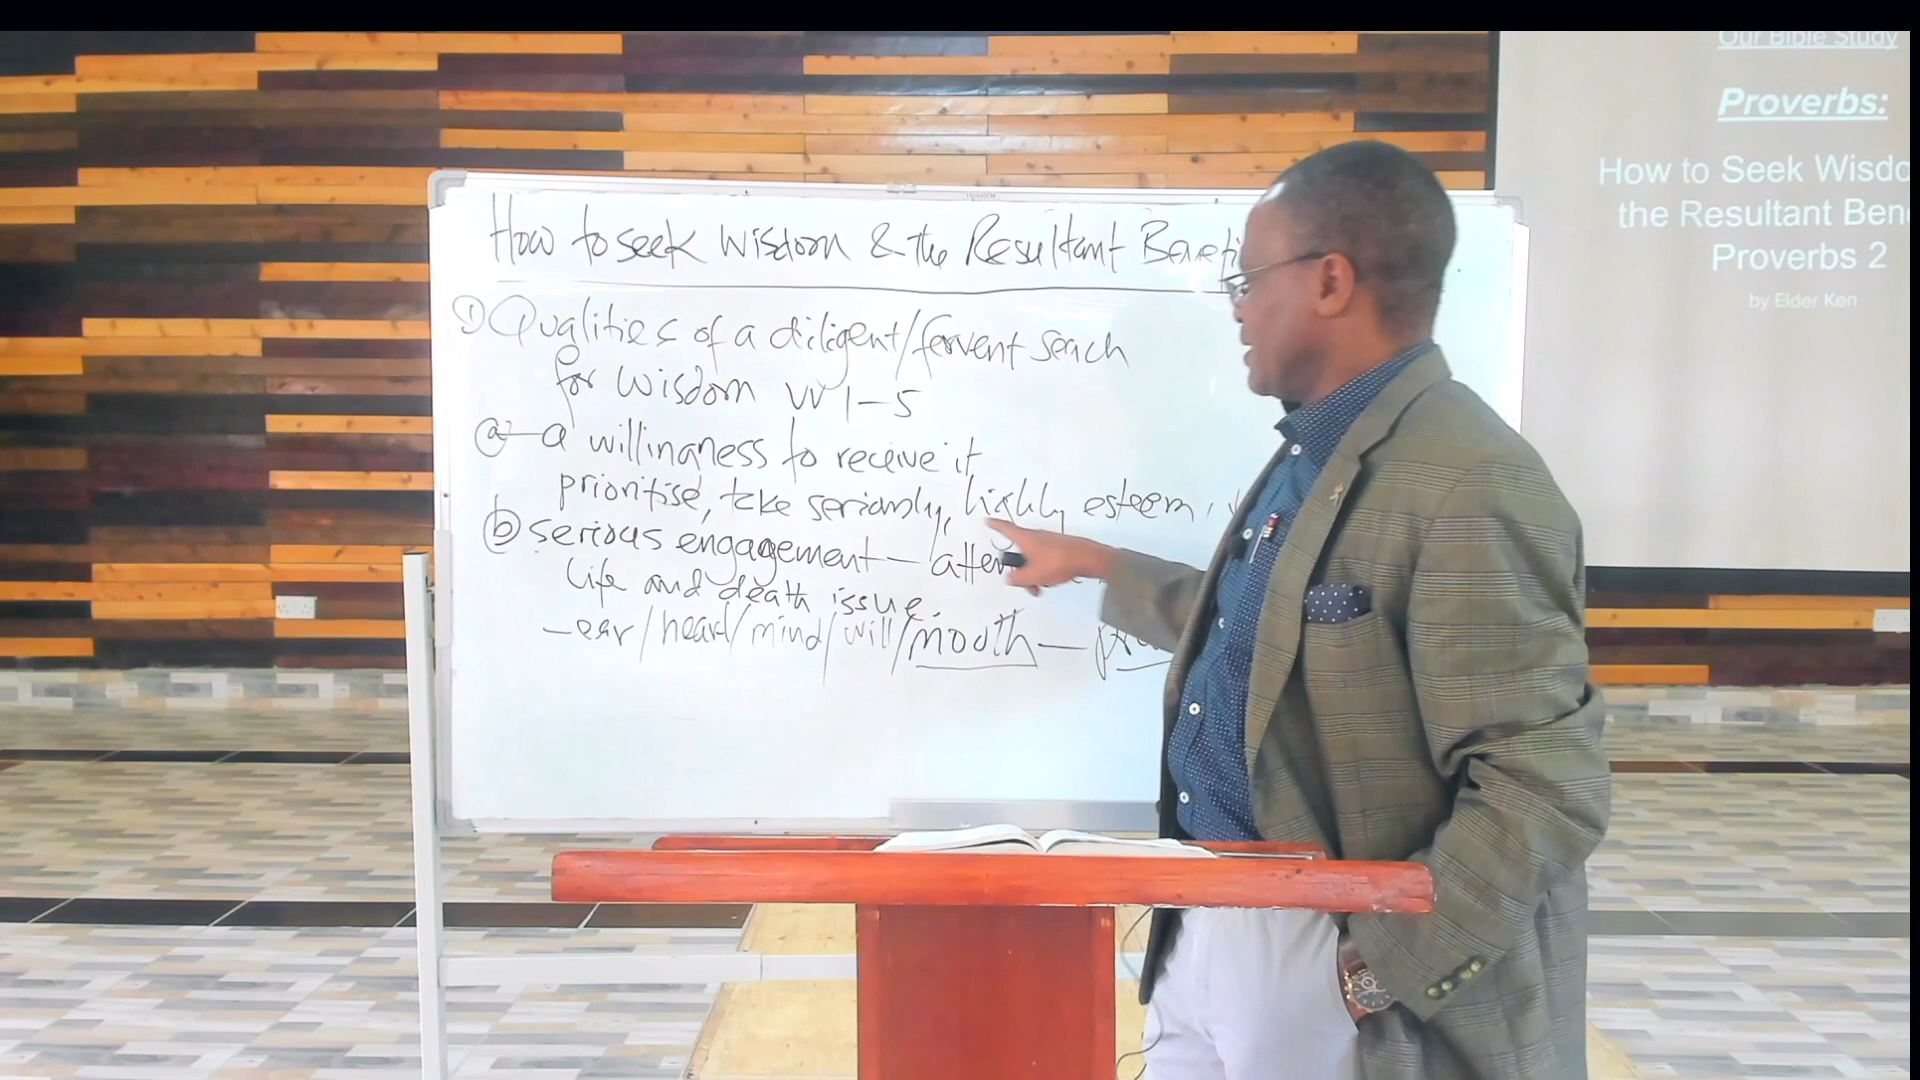 How to seek Wisdom & the Resultant Benefi
① Qualities of a diligent/fervent seach
for Wisdom vv 1-5
ⓐ - a willingness to receive it
prioritise, take seriously, highly esteem,
ⓑ serious engagement - atten
life and death issue.
- ear/heart/mind/will/mouth -
Our Bible Study
Proverbs:
How to Seek Wisdo
the Resultant Ben
Proverbs 2
by Elder Ken